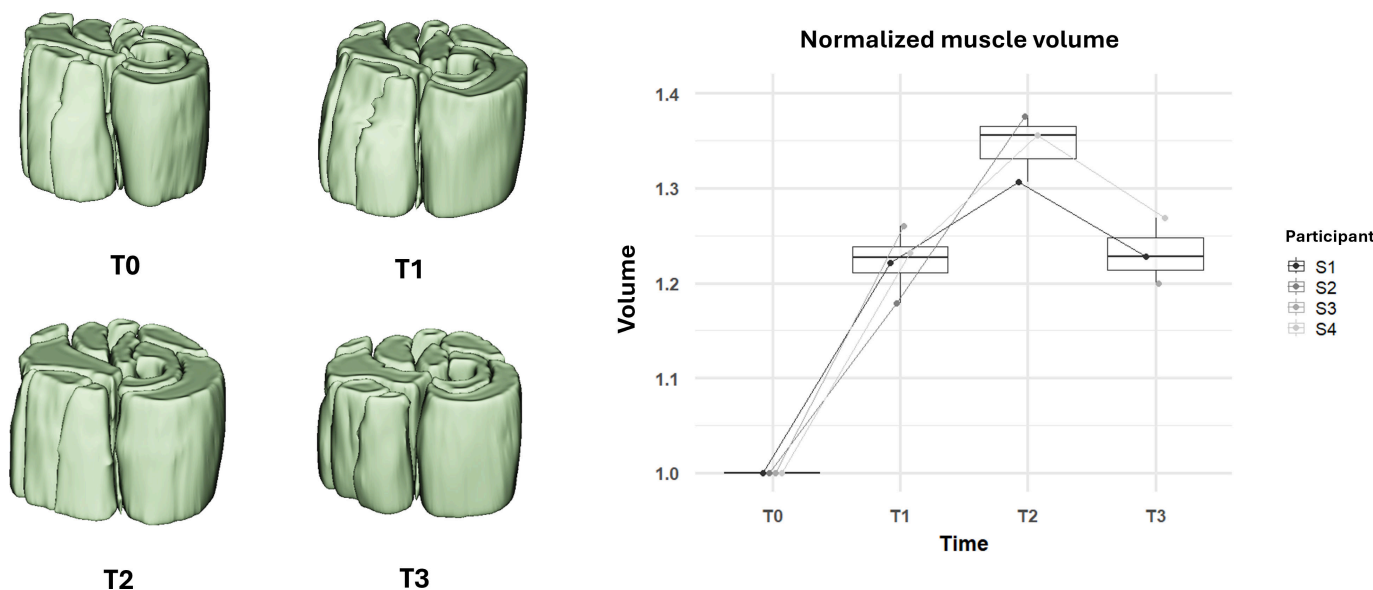 T0
T1
T2
T3
Normalized muscle volume
Volume
1.4
1.3
1.2
1.1
1.0
T0
T1
T2
T3
Time
Participant
S1
S2
S3
S4